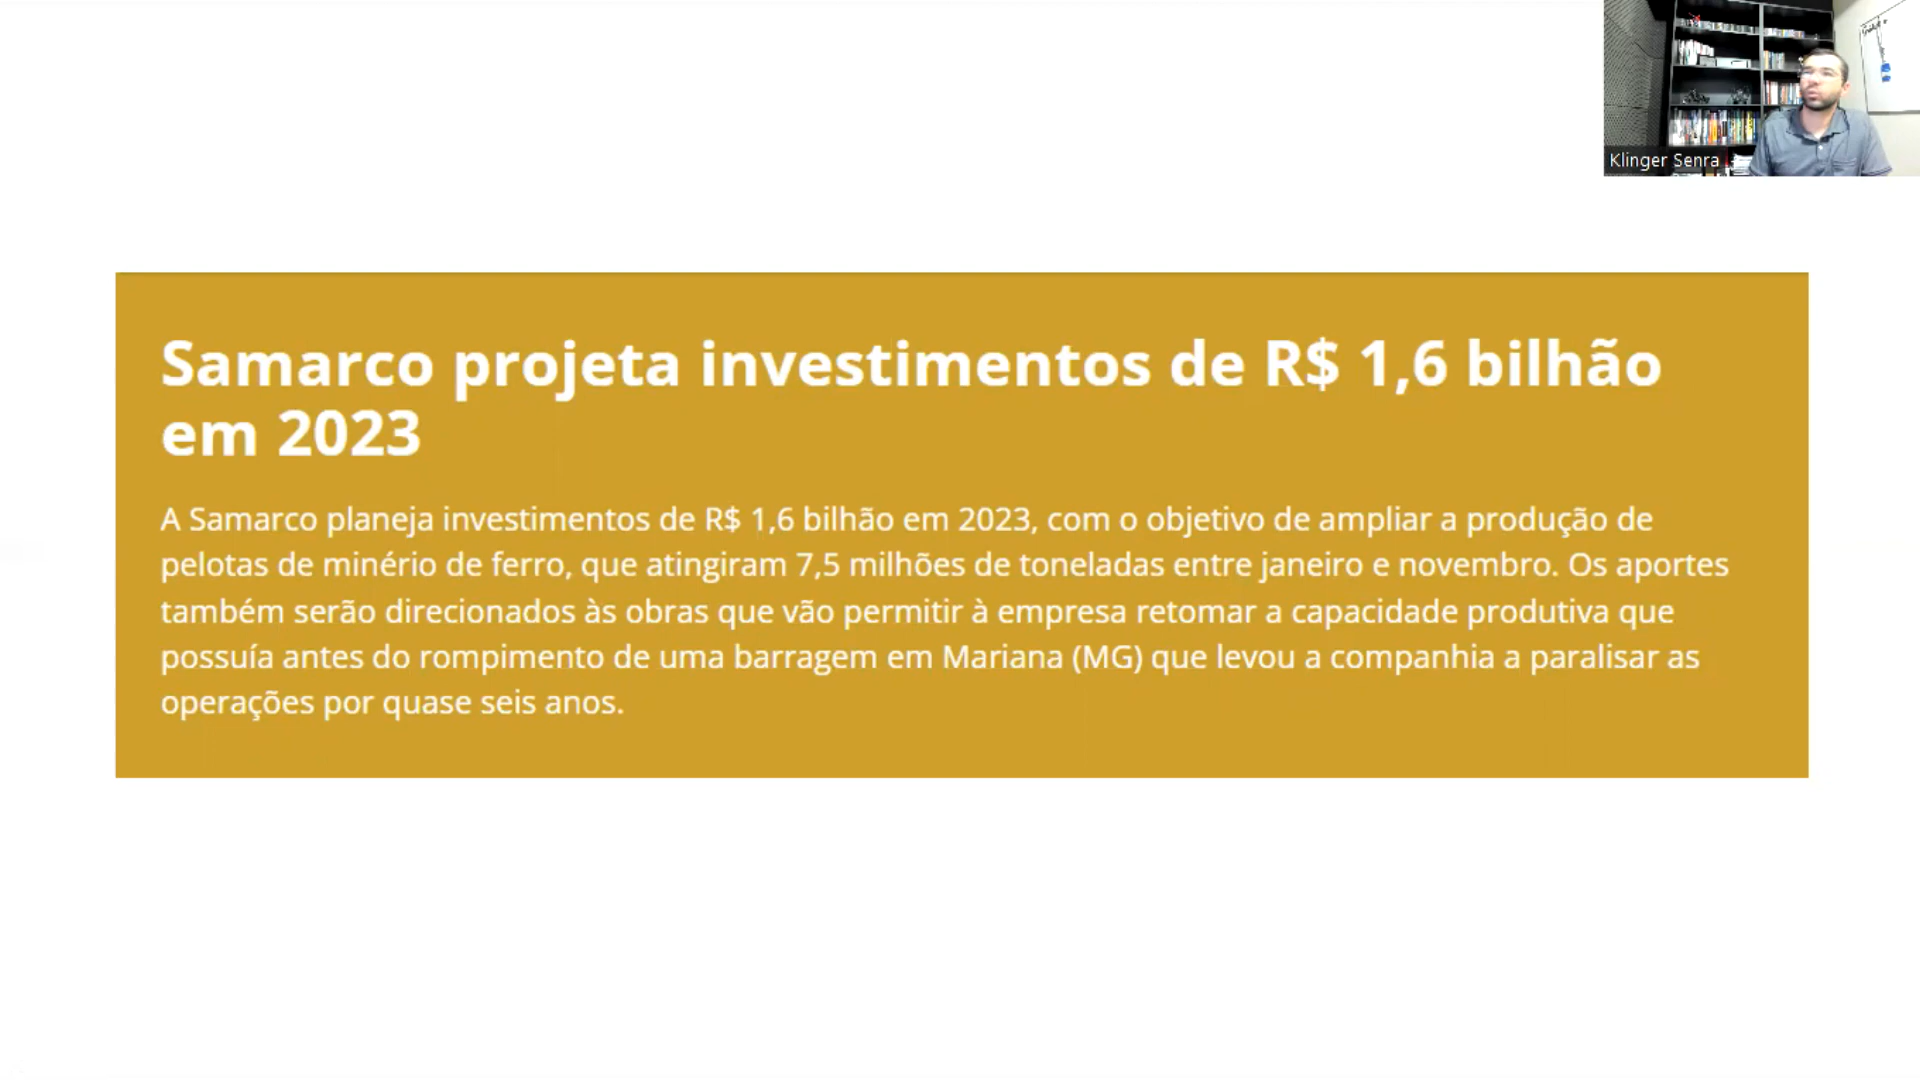 Klinger Senra
Samarco projeta investimentos de R$ 1,6 bilhão
em 2023
A Samarco planeja investimentos de R$ 1,6 bilhão em 2023, com o objetivo de ampliar a produção de
pelotas de minério de ferro, que atingiram 7,5 milhões de toneladas entre janeiro e novembro. Os aportes
também serão direcionados às obras que vão permitir à empresa retomar a capacidade produtiva que
possuía antes do rompimento de uma barragem em Mariana (MG) que levou a companhia a paralisar as
operações por quase seis anos.